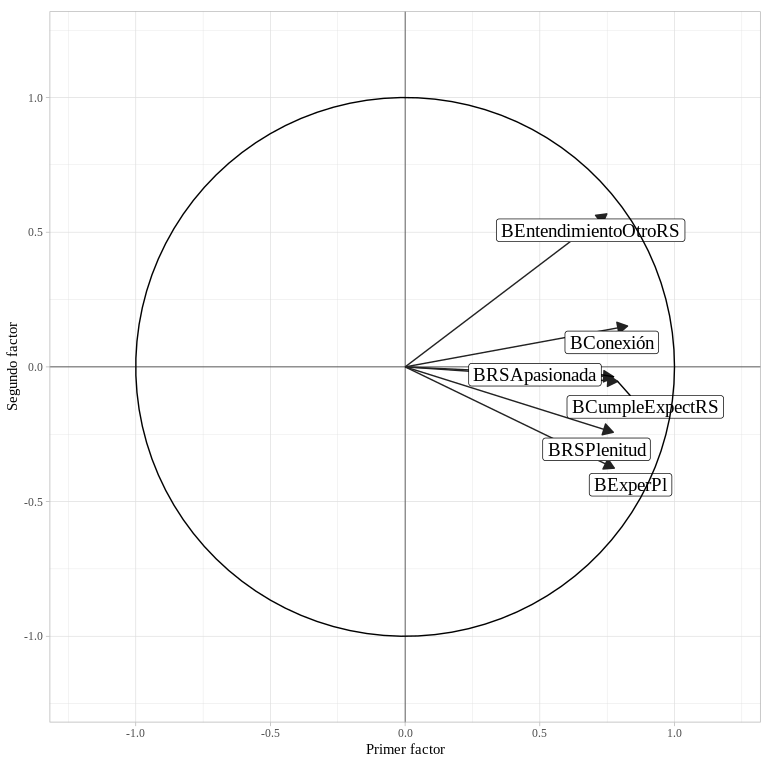 1.0
0.5
0.0
-0.5
-1.0
Segundo factor
BEntendimientoOtroRS
BConexión
BRSApasionada
BCumpleExpectRS
BRSPlenitud
BExperPl
-1.0
-0.5
0.0
0.5
1.0
Primer factor